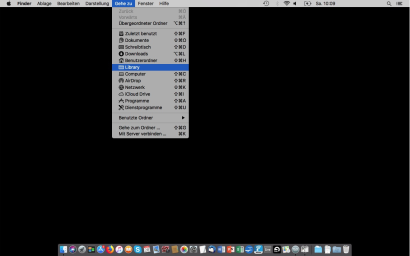 Finder Ablage Bearbeiten Darstellung Gehe zu Fenster Hilfe
Sa. 10:09
Zurück
Vorwärts
Übergeordneter Ordner ⌥⌘↑
Zuletzt benutzt ⇧⌘F
Dokumente ⇧⌘O
Schreibtisch ⇧⌘D
Downloads ⌥⌘L
Benutzerordner ⇧⌘H
Library
Computer ⇧⌘C
AirDrop ⇧⌘R
Netzwerk ⇧⌘K
iCloud Drive ⇧⌘I
Programme ⇧⌘A
Dienstprogramme ⇧⌘U
Benutzte Ordner
Gehe zum Ordner ... ⇧⌘G
Mit Server verbinden ... ⌘K